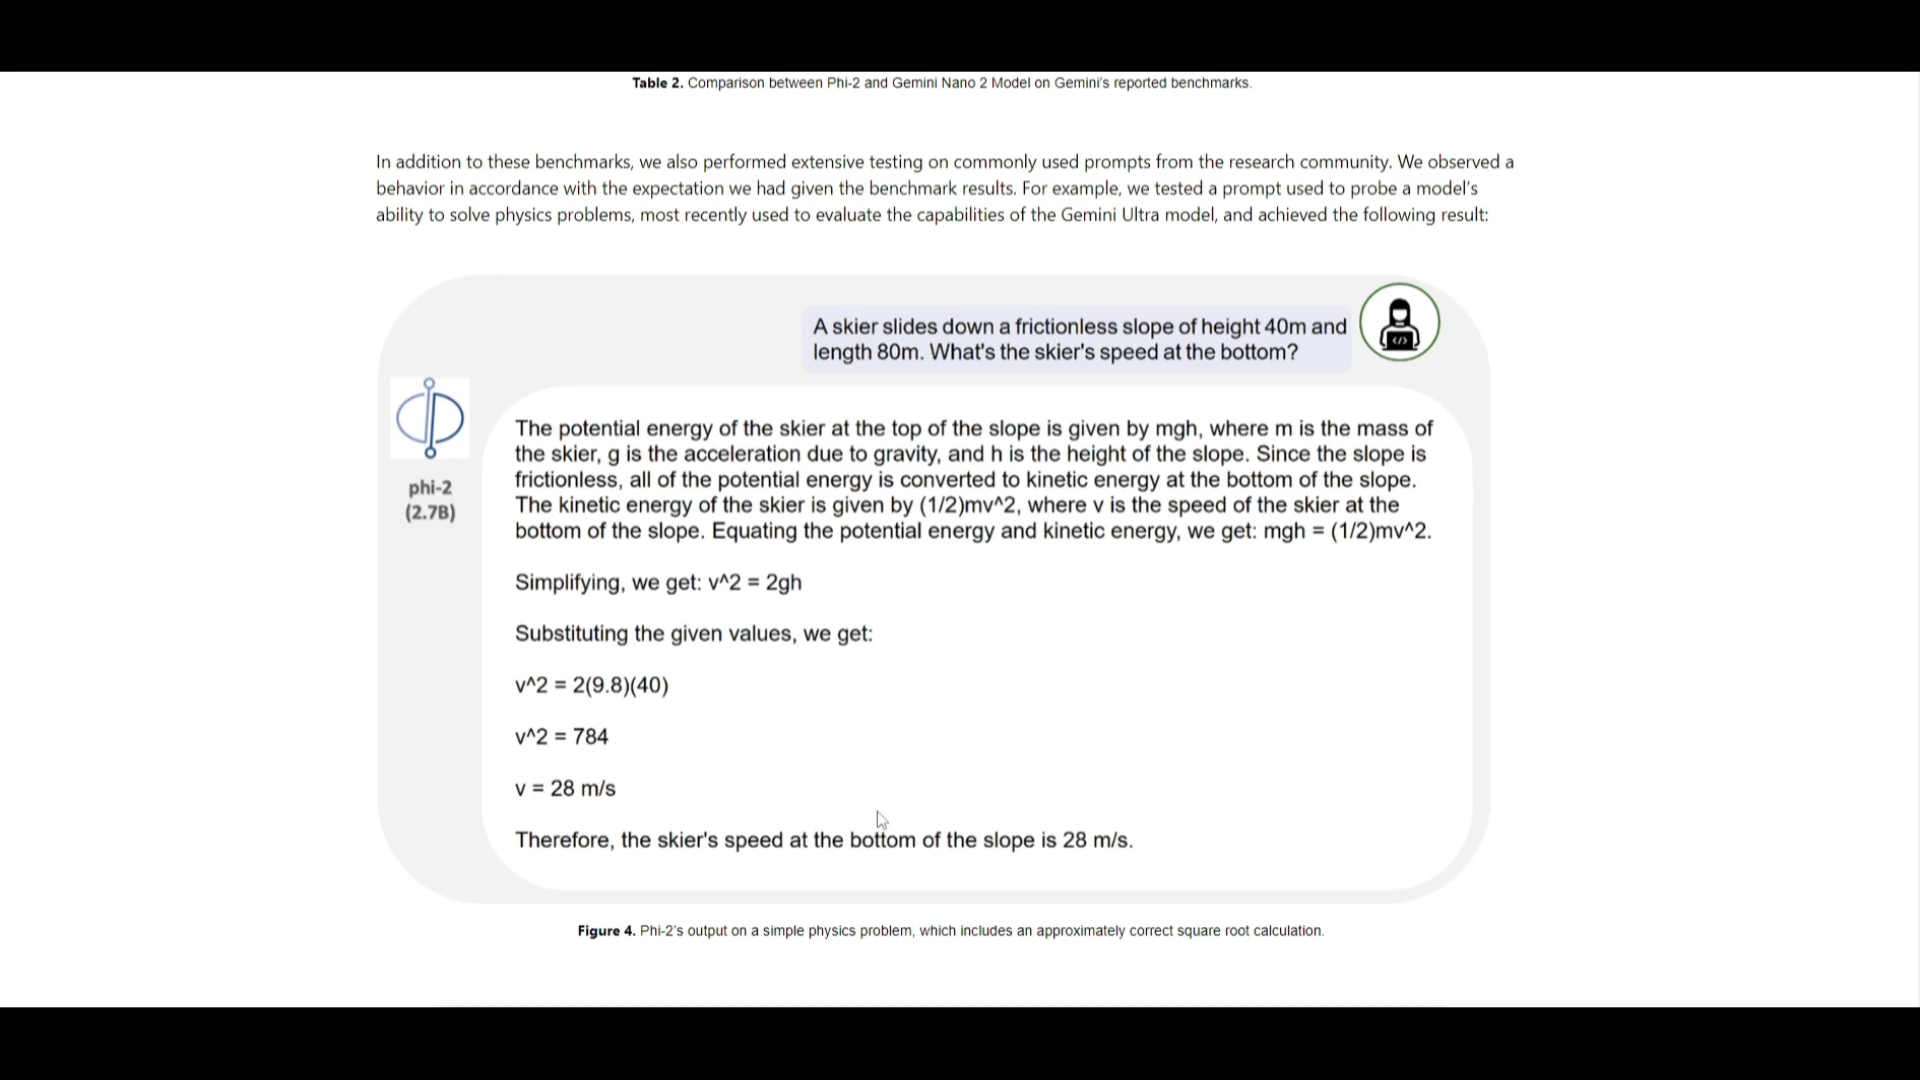 Table 2. Comparison between Phi-2 and Gemini Nano 2 Model on Gemini's reported benchmarks.
In addition to these benchmarks, we also performed extensive testing on commonly used prompts from the research community. We observed a
behavior in accordance with the expectation we had given the benchmark results. For example, we tested a prompt used to probe a model's
ability to solve physics problems, most recently used to evaluate the capabilities of the Gemini Ultra model, and achieved the following result:
A skier slides down a frictionless slope of height 40m and
length 80m. What's the skier's speed at the bottom?
</>
phi-2
(2.7B)
The potential energy of the skier at the top of the slope is given by mgh, where m is the mass of
the skier, g is the acceleration due to gravity, and h is the height of the slope. Since the slope is
frictionless, all of the potential energy is converted to kinetic energy at the bottom of the slope.
The kinetic energy of the skier is given by (1/2)mv^2, where v is the speed of the skier at the
bottom of the slope. Equating the potential energy and kinetic energy, we get: mgh = (1/2)mv^2.
Simplifying, we get: v^2 = 2gh
Substituting the given values, we get:
v^2 = 2(9.8)(40)
v^2 = 784
v = 28 m/s
Therefore, the skier's speed at the bottom of the slope is 28 m/s.
Figure 4. Phi-2's output on a simple physics problem, which includes an approximately correct square root calculation.